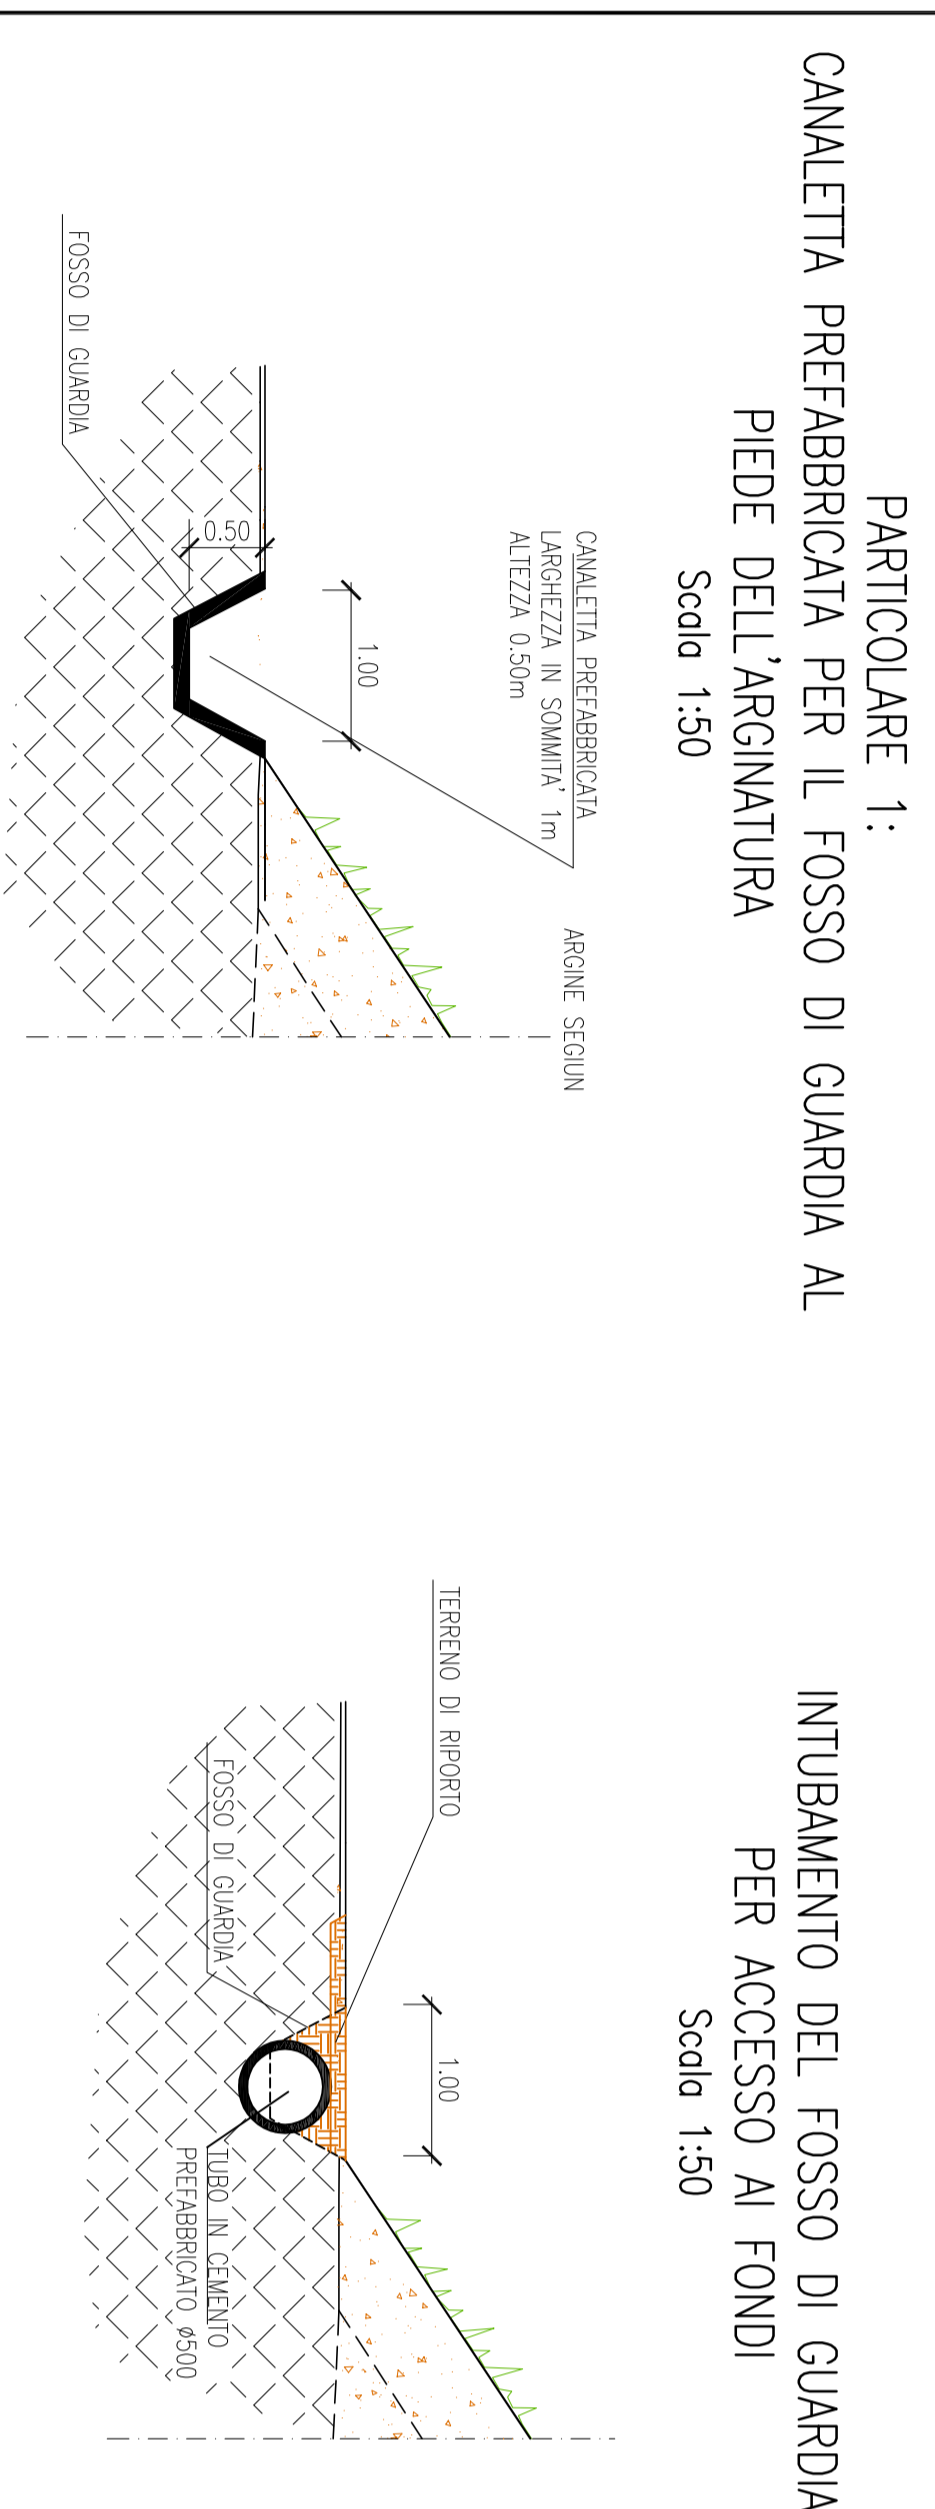 PARTICOLARE 1:
CANALETTA PREFABBRICATA PER IL FOSSO DI GUARDIA AL
PIEDE DELL'ARGINATURA
Scala 1:50
CANALETTA PREFABBRICATA
LARGHEZZA IN SOMMITA' 1m
ALTEZZA 0.50m
ARGINE SEGIUN
1.00
0.50
FOSSO DI GUARDIA
INTUBAMENTO DEL FOSSO DI GUARDIA
PER ACCESSO AI FONDI
Scala 1:50
TERRENO DI RIPORTO
1.00
FOSSO DI GUARDIA
TUBO IN CEMENTO
PREFABBRICATO ø500